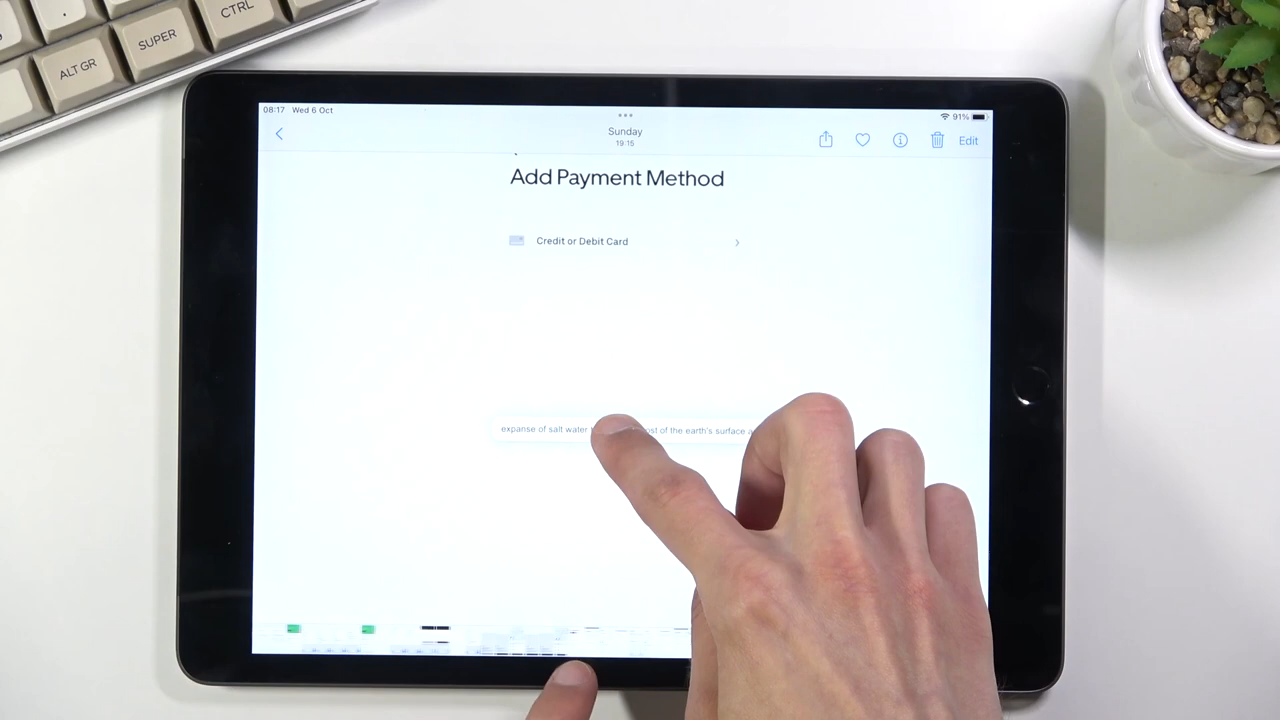 CTRL
SUPER
ALT GR
08:17 Wed 6 Oct
91%
Sunday
19:15
Edit
Add Payment Method
Credit or Debit Card
expanse of salt water
of the earth's surface